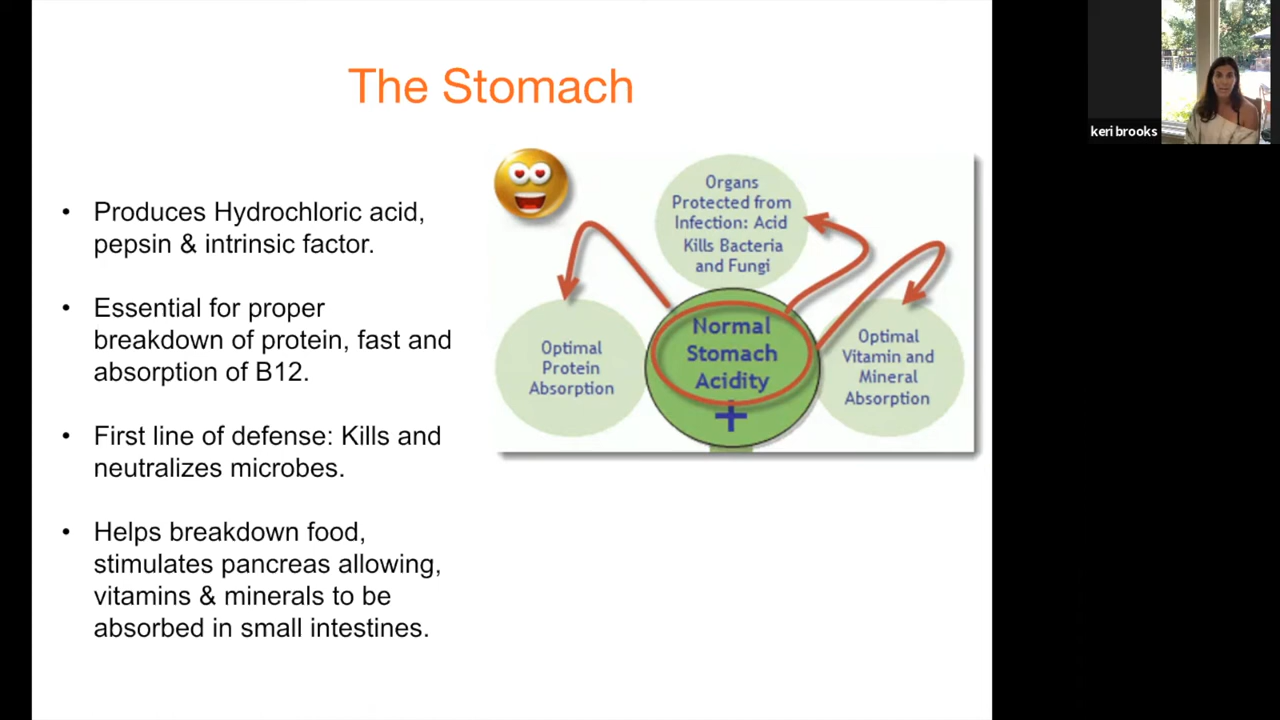 The Stomach
• Produces Hydrochloric acid,
pepsin & intrinsic factor.
• Essential for proper
breakdown of protein, fast and
absorption of B12.
• First line of defense: Kills and
neutralizes microbes.
• Helps breakdown food,
stimulates pancreas allowing,
vitamins & minerals to be
absorbed in small intestines.
Organs
Protected from
Infection: Acid
Kills Bacteria
and Fungi
Optimal
Protein
Absorption
Normal
Stomach
Acidity
+
Optimal
Vitamin and
Mineral
Absorption
keri brooks